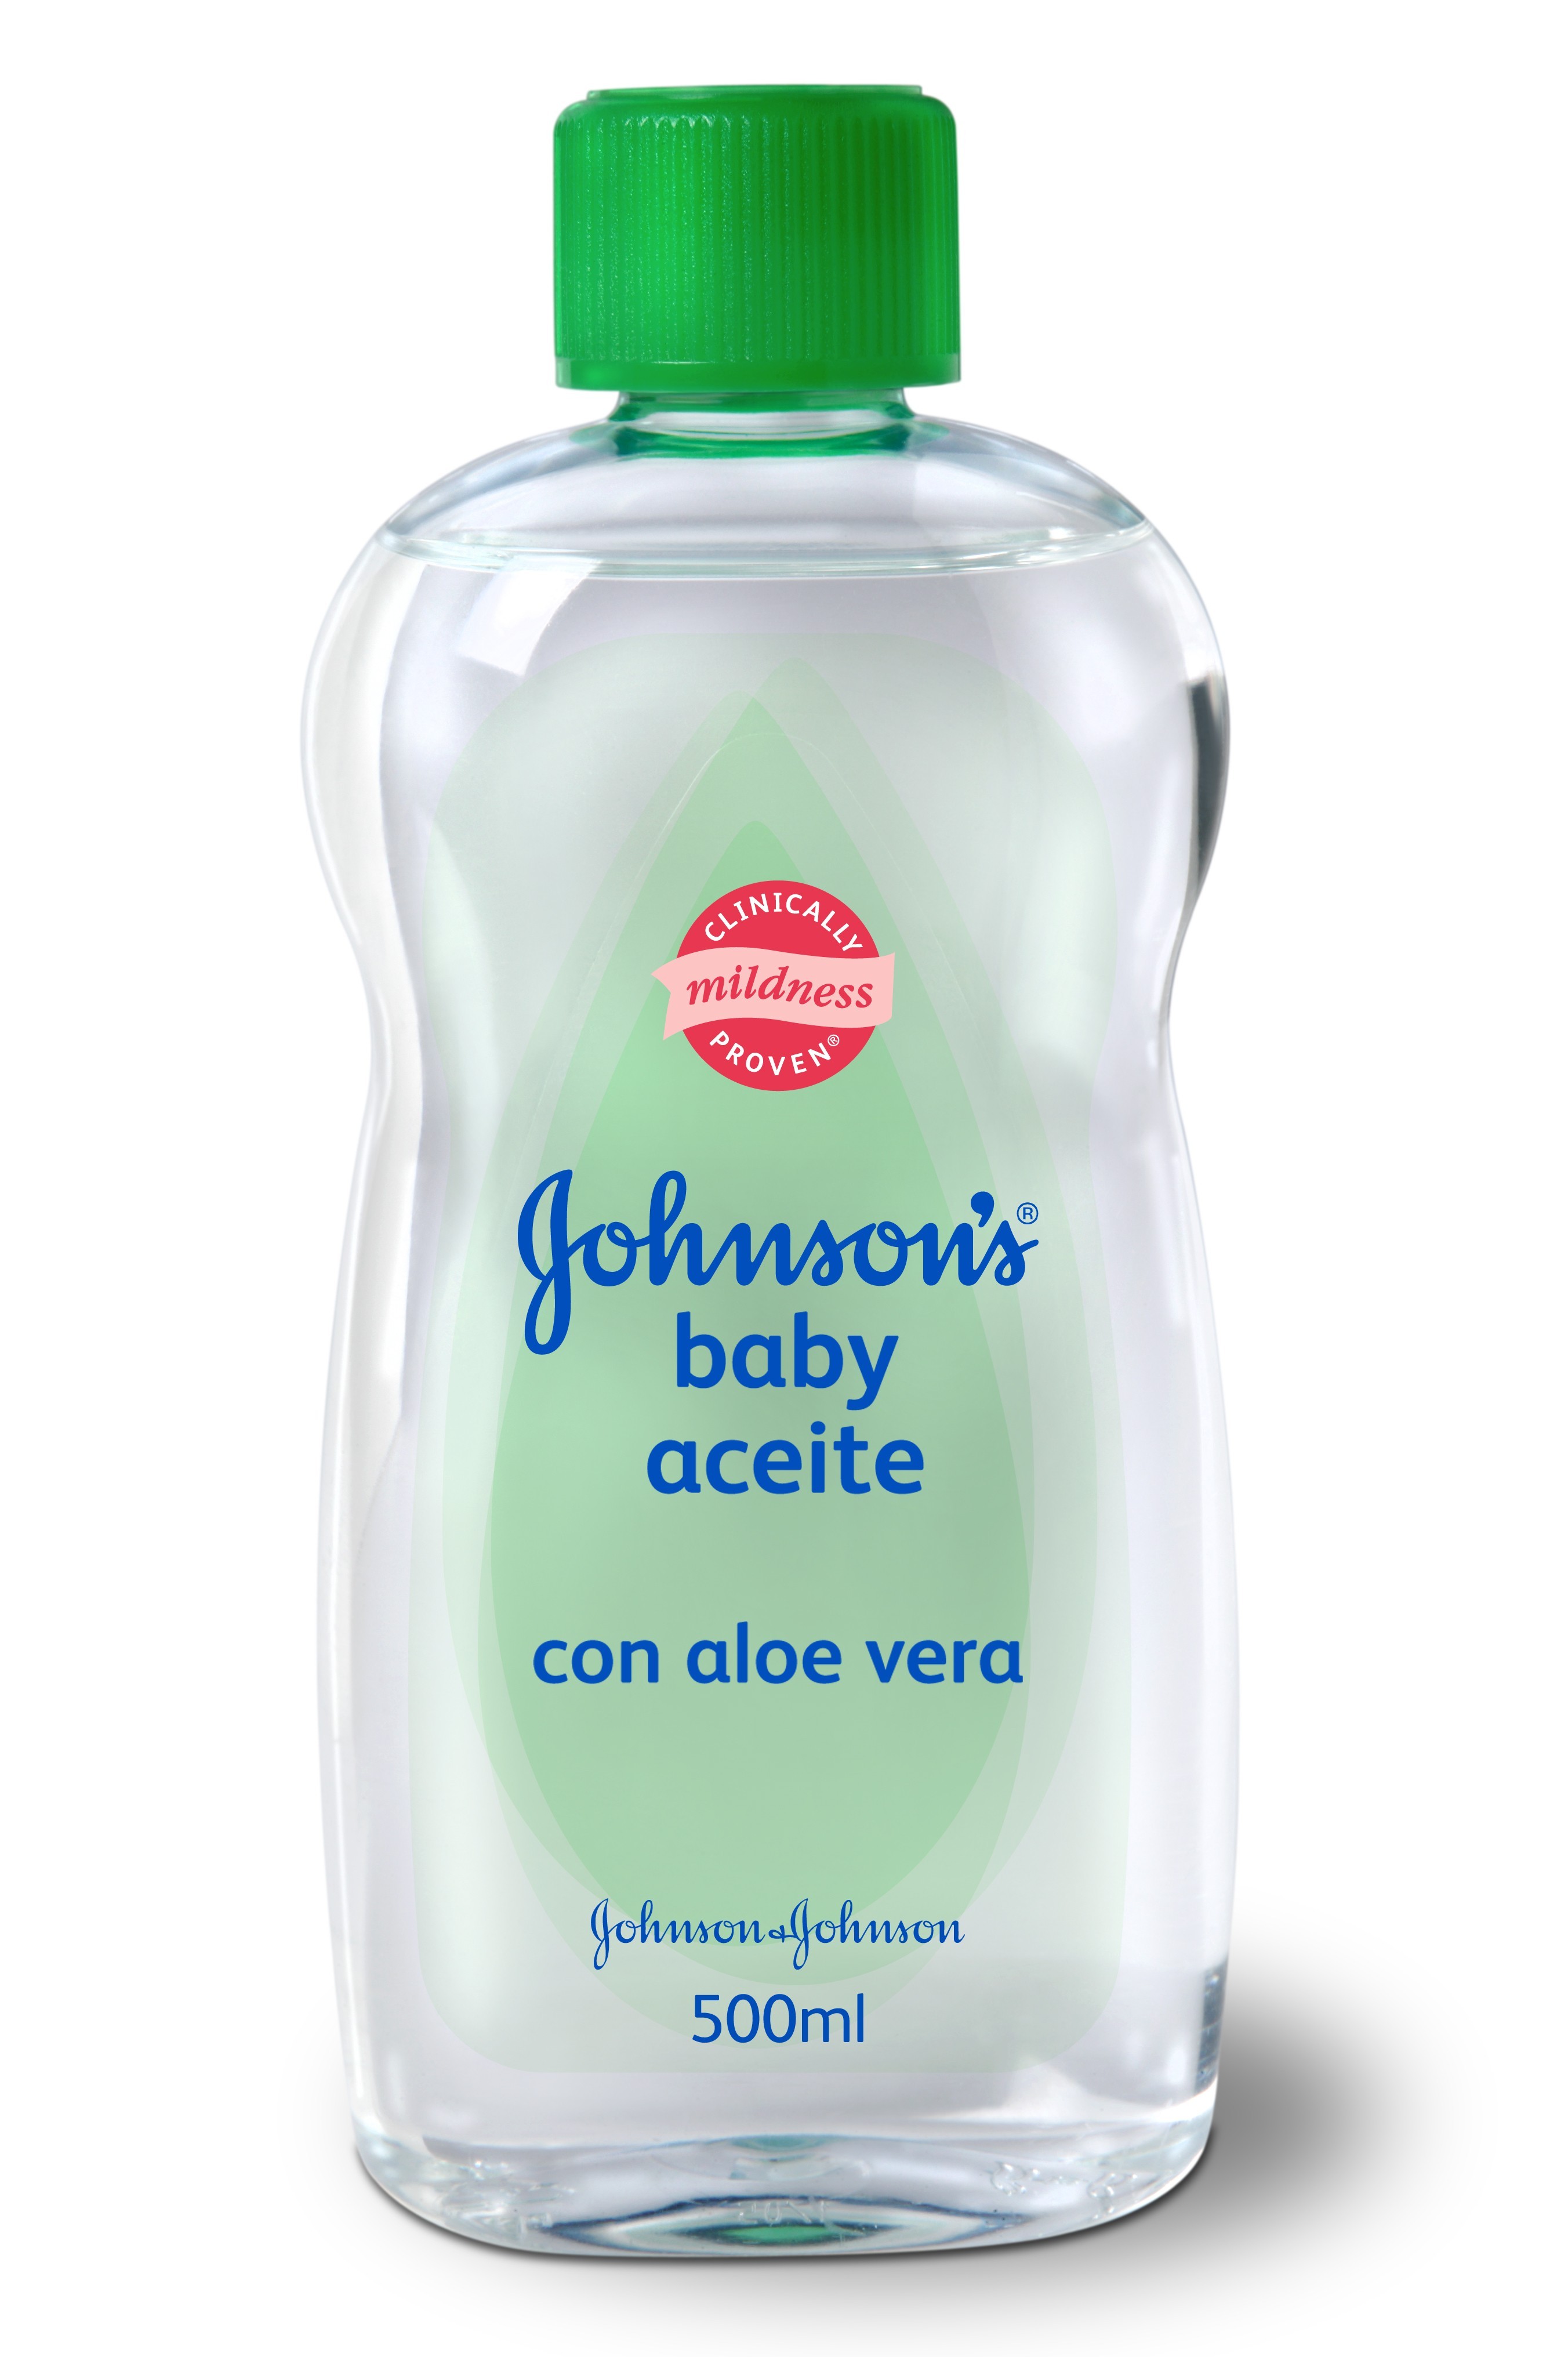 CLINICALLY
mildness
PROVEN®
Johnson's®
baby
aceite
con aloe vera
Johnson & Johnson
500ml